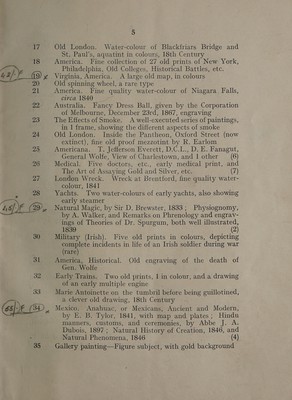 5
17 Old London. Water-colour of Blackfriars Bridge and
St. Paul's, aquatint in colours, 18th Century
18 America. Fine collection of 27 old prints of New York,
Philadelphia, Old Colleges, Historical Battles, etc.
19 Virginia, America. A large old map, in colours
20 Old spinning wheel, a rare type
21 America. Fine quality water-colour of Niagara Falls,
circa 1840
22 Australia. Fancy Dress Ball, given by the Corporation
of Melbourne, December 23rd, 1867, engraving
23 The Effects of Smoke. A well-executed series of paintings,
in 1 frame, showing the different aspects of smoke
24 Old London. Inside the Pantheon, Oxford Street (now
extinct), fine old proof mezzotint by R. Earlom
25 Americana. T. Jefferson Everett, D.C.L., D. E. Faragut,
General Wolfe, View of Charlestown, and 1 other (6)
26 Medical. Five doctors, etc., early medical print, and
The Art of Assaying Gold and Silver, etc. (7)
27 London Wreck. Wreck at Brentford, fine quality water-
colour, 1841
28 Yachts. Two water-colours of early yachts, also showing
early steamer
29 Natural Magic, by Sir D. Brewster, 1833; Physiognomy,
by A. Walker, and Remarks on Phrenology and engrav-
ings of Theories of Dr. Spurgum, both well illustrated,
1839 (2)
30 Military (Irish). Five old prints in colours, depicting
complete incidents in life of an Irish soldier during war
(rare)
31 America, Historical. Old engraving of the death of
Gen. Wolfe
32 Early Trains. Two old prints, 1 in colour, and a drawing
of an early multiple engine
33 Marie Antoinette on the tumbril before being guillotined,
a clever old drawing, 18th Century
34 Mexico. Anahuac, or Mexicans, Ancient and Modern,
by E. B. Tylor, 1841, with map and plates; Hindu
manners, customs, and ceremonies, by Abbe J. A.
Dubois, 1897; Natural History of Creation, 1846, and
Natural Phenomena, 1846 (4)
35 Gallery painting—Figure subject, with gold background